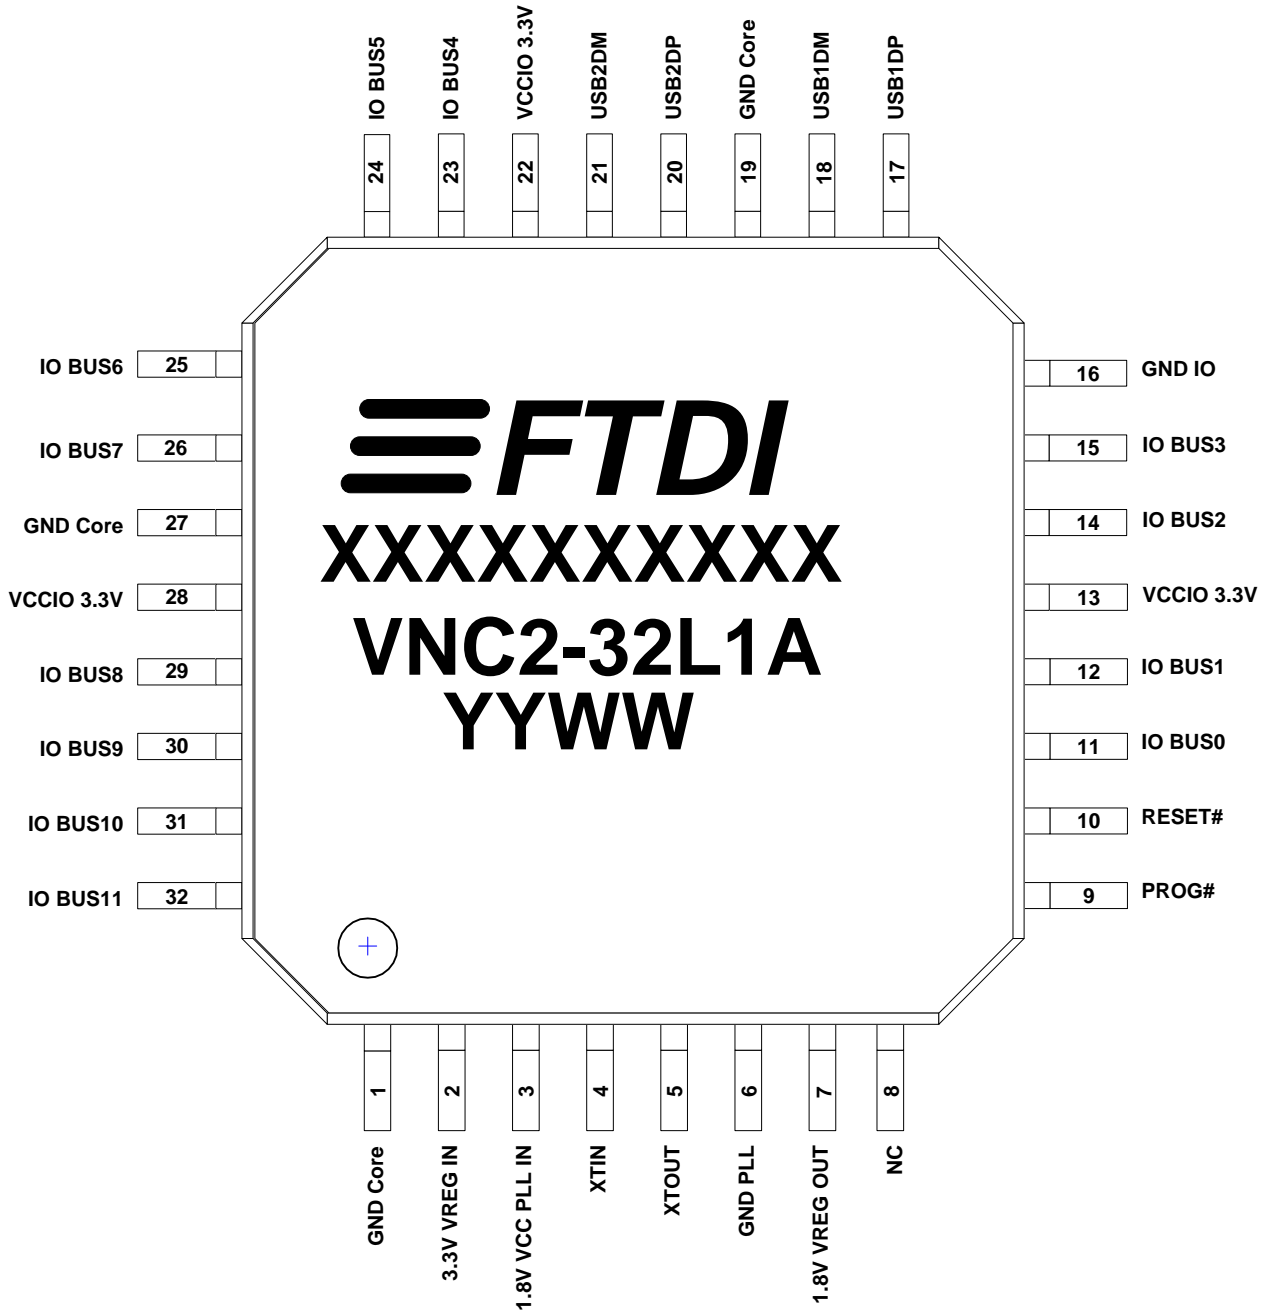 IO BUS5
IO BUS4
VCCIO 3.3V
USB2DM
USB2DP
GND Core
USB1DM
USB1DP
24
23
22
21
20
19
18
17
IO BUS6 25
IO BUS7 26
GND Core 27
VCCIO 3.3V 28
IO BUS8 29
IO BUS9 30
IO BUS10 31
IO BUS11 32
FTDI
XXXXXXXXXX
VNC2-32L1A
YYWW
16 GND IO
15 IO BUS3
14 IO BUS2
13 VCCIO 3.3V
12 IO BUS1
11 IO BUS0
10 RESET#
9 PROG#
1
2
3
4
5
6
7
8
GND Core
3.3V VREG IN
1.8V VCC PLL IN
XTIN
XTOUT
GND PLL
1.8V VREG OUT
NC